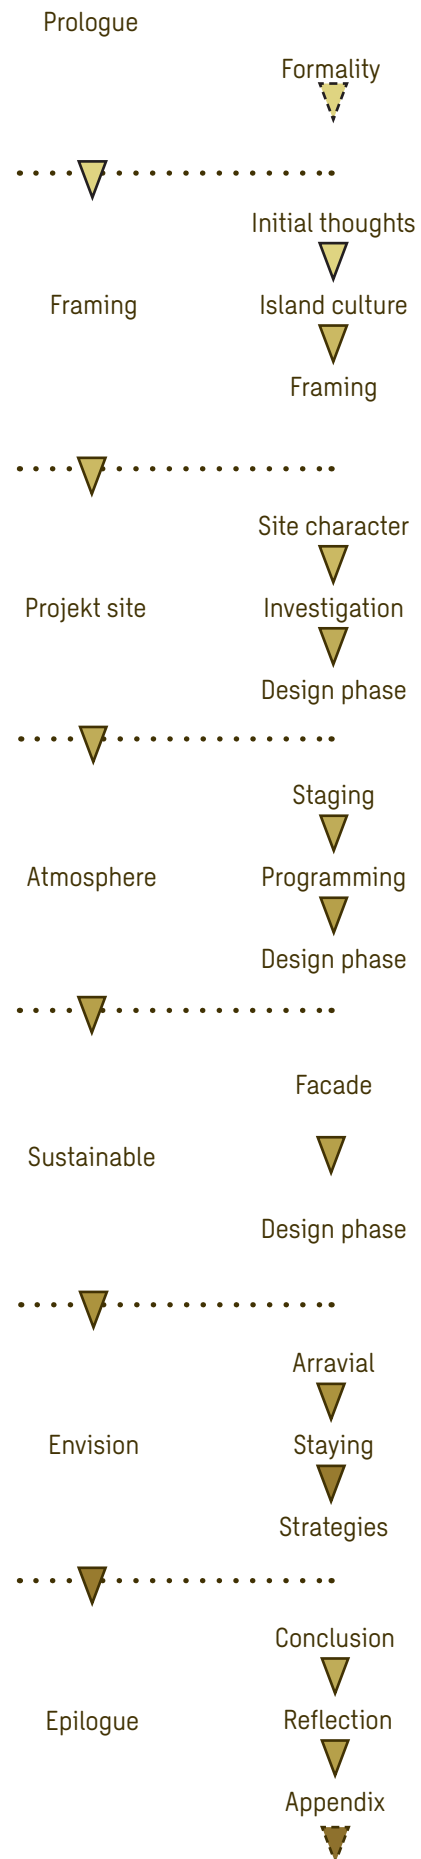 Prologue
Formality
Initial thoughts
Framing
Island culture
Framing
Site character
Projekt site
Investigation
Design phase
Staging
Atmosphere
Programming
Design phase
Facade
Sustainable
Design phase
Arravial
Envision
Staying
Strategies
Conclusion
Epilogue
Reflection
Appendix